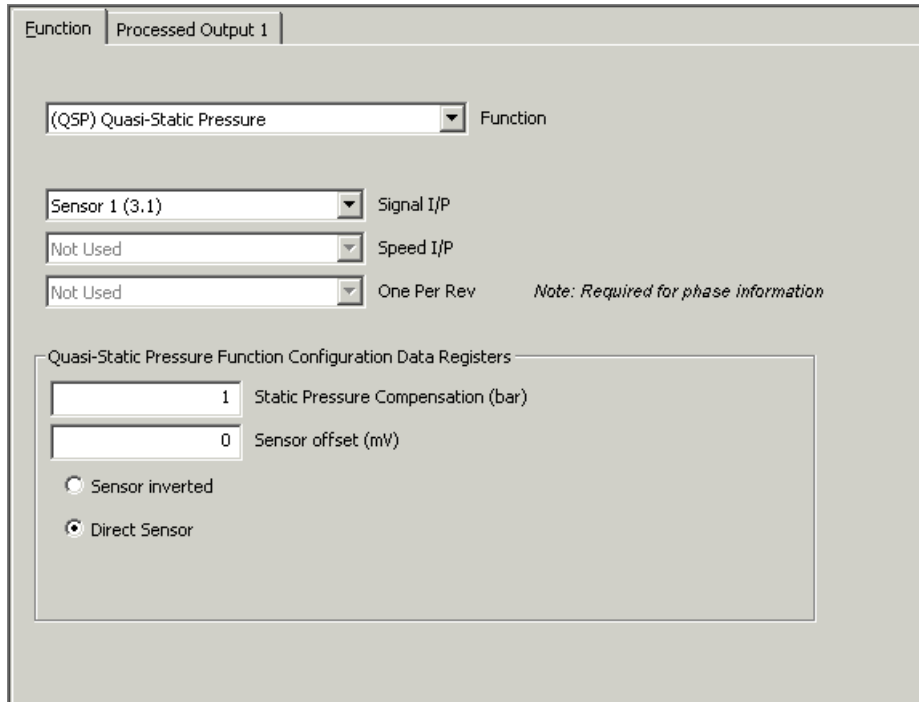 Function Processed Output 1
(QSP) Quasi-Static Pressure Function
Sensor 1 (3.1) Signal I/P
Not Used Speed I/P
Not Used One Per Rev Note: Required for phase information
Quasi-Static Pressure Function Configuration Data Registers
1 Static Pressure Compensation (bar)
0 Sensor offset (mV)
Sensor inverted
Direct Sensor